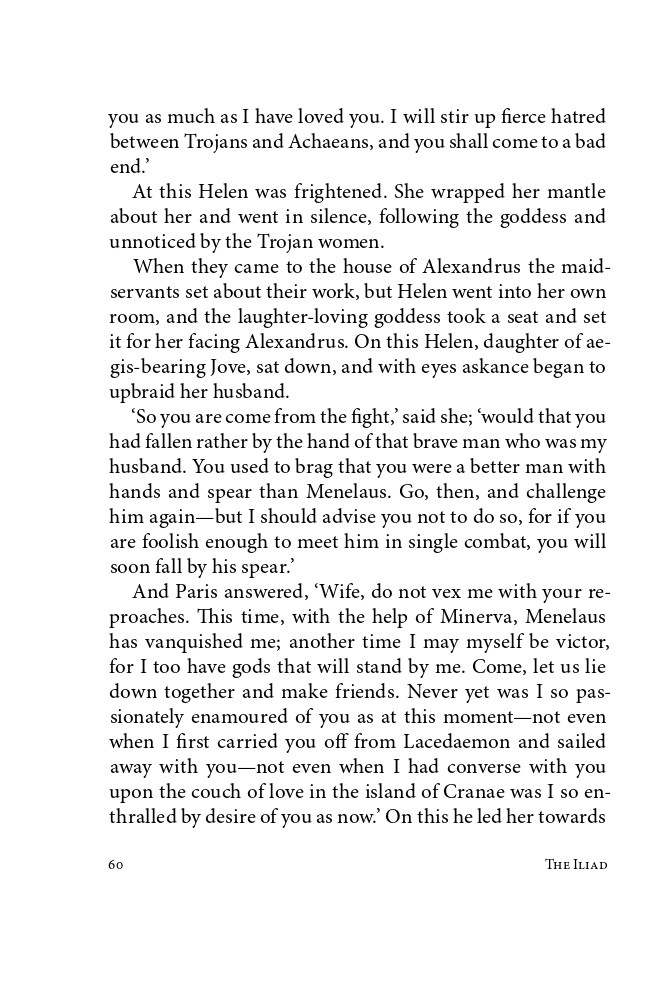 you as much as I have loved you. I will stir up fierce hatred
between Trojans and Achaeans, and you shall come to a bad
end.’
At this Helen was frightened. She wrapped her mantle
about her and went in silence, following the goddess and
unnoticed by the Trojan women.
When they came to the house of Alexandrus the maid-
servants set about their work, but Helen went into her own
room, and the laughter-loving goddess took a seat and set
it for her facing Alexandrus. On this Helen, daughter of ae-
gis-bearing Jove, sat down, and with eyes askance began to
upbraid her husband.
‘So you are come from the fight,’ said she; ‘would that you
had fallen rather by the hand of that brave man who was my
husband. You used to brag that you were a better man with
hands and spear than Menelaus. Go, then, and challenge
him again—but I should advise you not to do so, for if you
are foolish enough to meet him in single combat, you will
soon fall by his spear.’
And Paris answered, ‘Wife, do not vex me with your re-
proaches. This time, with the help of Minerva, Menelaus
has vanquished me; another time I may myself be victor,
for I too have gods that will stand by me. Come, let us lie
down together and make friends. Never yet was I so pas-
sionately enamoured of you as at this moment—not even
when I first carried you off from Lacedaemon and sailed
away with you—not even when I had converse with you
upon the couch of love in the island of Cranae was I so en-
thralled by desire of you as now.’ On this he led her towards
60 The Iliad